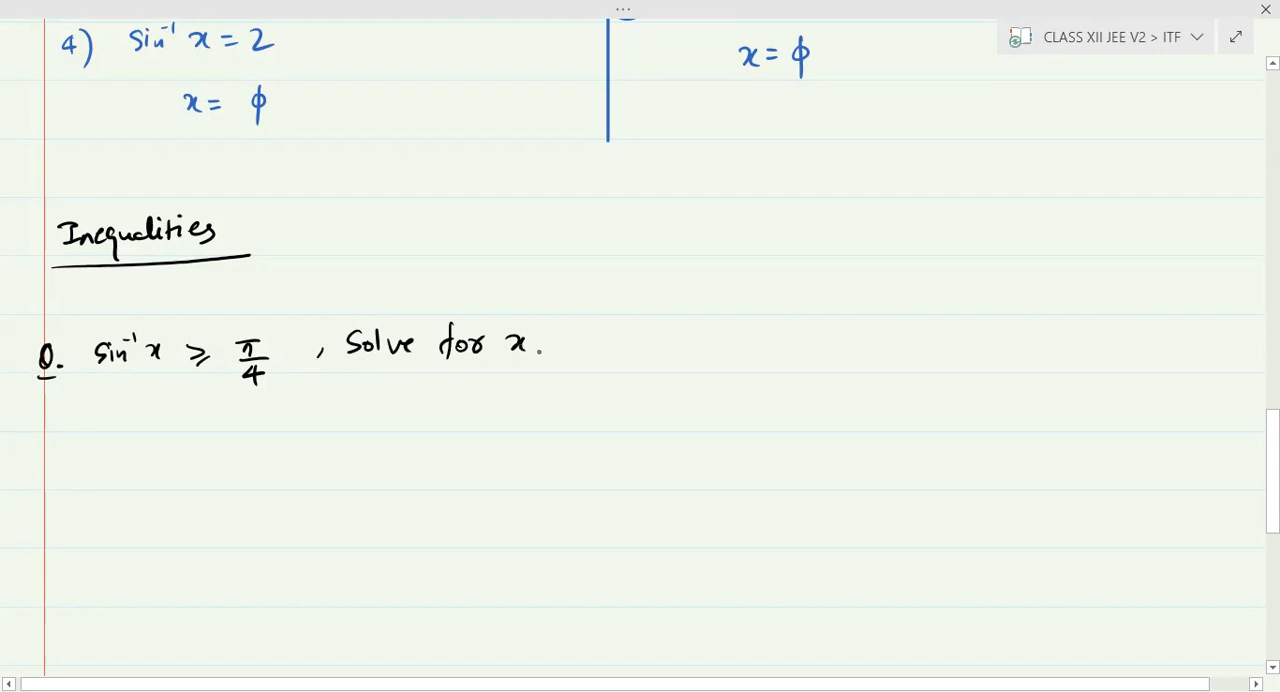 CLASS XII JEE V2 > ITF
4) sin⁻¹ x = 2
x = ϕ
x = ϕ
Inequalities
Q. sin⁻¹ x ⩾ π/4 , Solve for x.